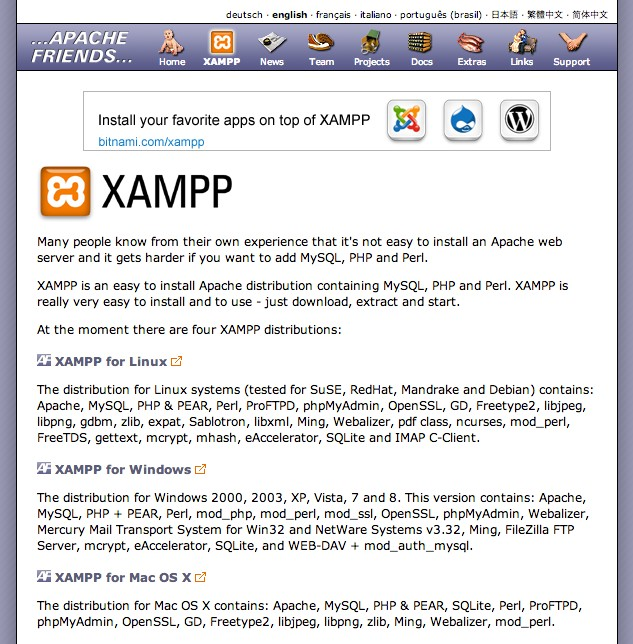 deutsch · english · français · italiano · português (brasil) · 日本語 · 繁體中文 · 简体中文
...APACHE
FRIENDS...
Home XAMPP News Team Projects Docs Extras Links Support
Install your favorite apps on top of XAMPP
bitnami.com/xampp
XAMPP
Many people know from their own experience that it's not easy to install an Apache web
server and it gets harder if you want to add MySQL, PHP and Perl.
XAMPP is an easy to install Apache distribution containing MySQL, PHP and Perl. XAMPP is
really very easy to install and to use - just download, extract and start.
At the moment there are four XAMPP distributions:
AF XAMPP for Linux
The distribution for Linux systems (tested for SuSE, RedHat, Mandrake and Debian) contains:
Apache, MySQL, PHP & PEAR, Perl, ProFTPD, phpMyAdmin, OpenSSL, GD, Freetype2, libjpeg,
libpng, gdbm, zlib, expat, Sablotron, libxml, Ming, Webalizer, pdf class, ncurses, mod_perl,
FreeTDS, gettext, mcrypt, mhash, eAccelerator, SQLite and IMAP C-Client.
AF XAMPP for Windows
The distribution for Windows 2000, 2003, XP, Vista, 7 and 8. This version contains: Apache,
MySQL, PHP + PEAR, Perl, mod_php, mod_perl, mod_ssl, OpenSSL, phpMyAdmin, Webalizer,
Mercury Mail Transport System for Win32 and NetWare Systems v3.32, Ming, FileZilla FTP
Server, mcrypt, eAccelerator, SQLite, and WEB-DAV + mod_auth_mysql.
AF XAMPP for Mac OS X
The distribution for Mac OS X contains: Apache, MySQL, PHP & PEAR, SQLite, Perl, ProFTPD,
phpMyAdmin, OpenSSL, GD, Freetype2, libjpeg, libpng, zlib, Ming, Webalizer, mod_perl.